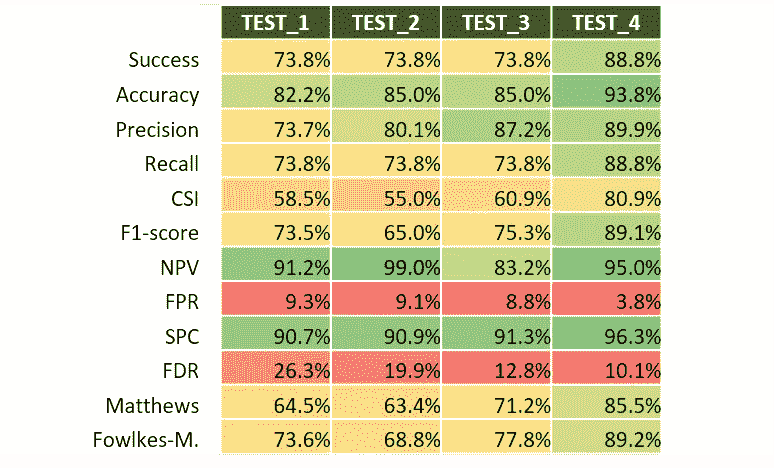 TEST_1 TEST_2 TEST_3 TEST_4
Success 73.8% 73.8% 73.8% 88.8%
Accuracy 82.2% 85.0% 85.0% 93.8%
Precision 73.7% 80.1% 87.2% 89.9%
Recall 73.8% 73.8% 73.8% 88.8%
CSI 58.5% 55.0% 60.9% 80.9%
F1-score 73.5% 65.0% 75.3% 89.1%
NPV 91.2% 99.0% 83.2% 95.0%
FPR 9.3% 9.1% 8.8% 3.8%
SPC 90.7% 90.9% 91.3% 96.3%
FDR 26.3% 19.9% 12.8% 10.1%
Matthews 64.5% 63.4% 71.2% 85.5%
Fowlkes-M. 73.6% 68.8% 77.8% 89.2%